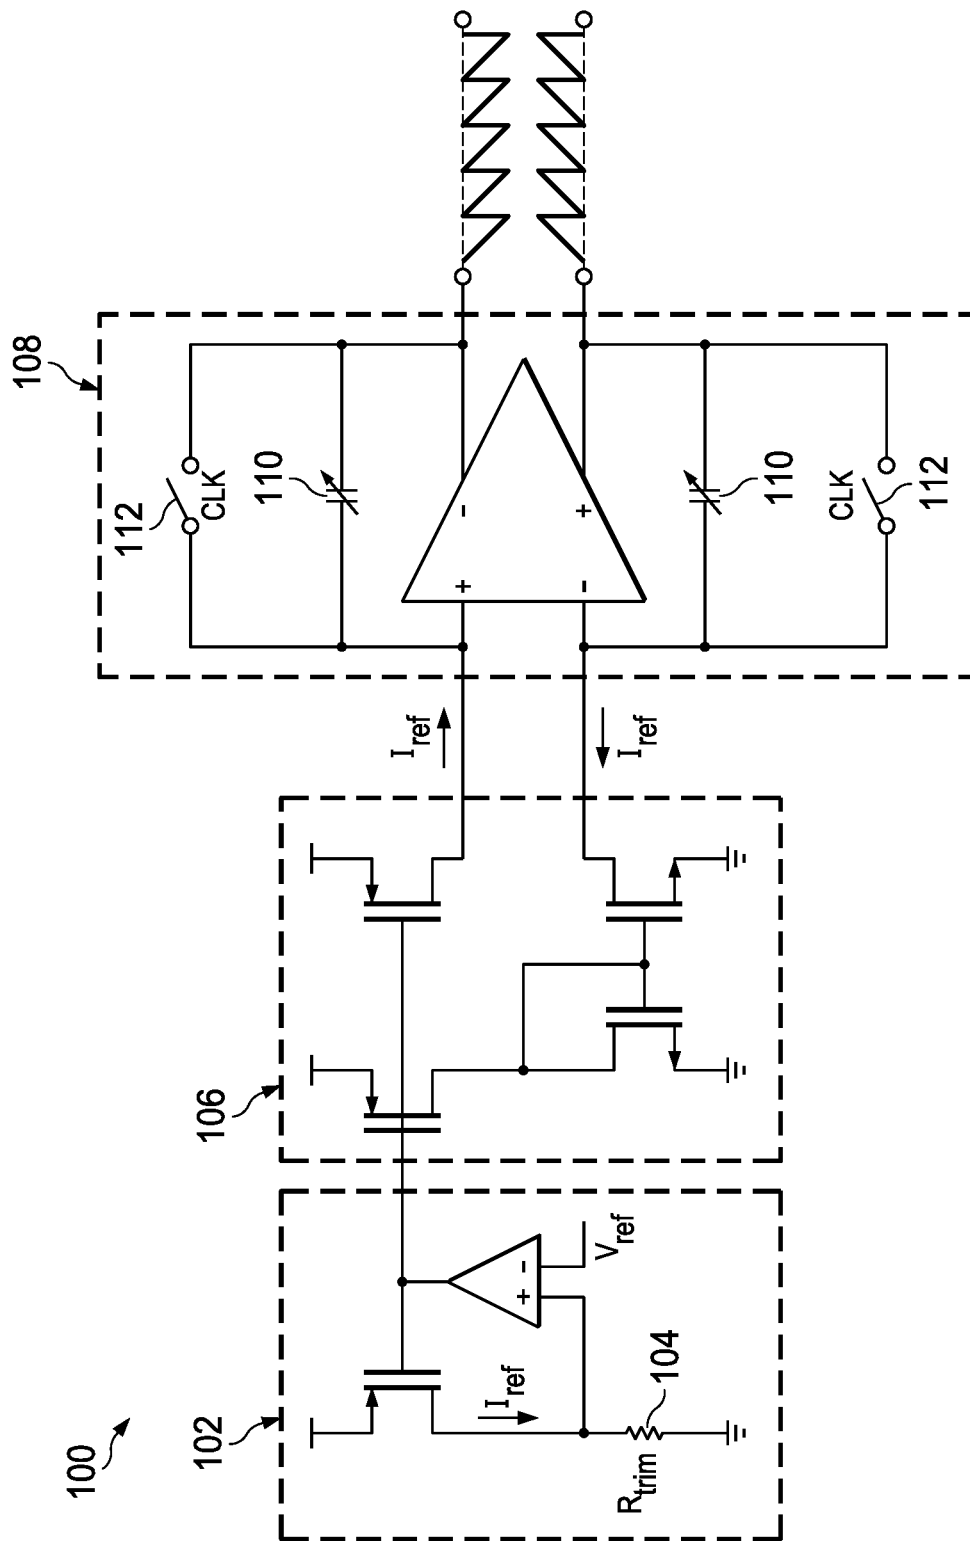 100
102
I_ref
+
-
V_ref
R_trim
104
106
I_ref
I_ref
108
112
CLK
110
+
-
-
+
110
CLK
112